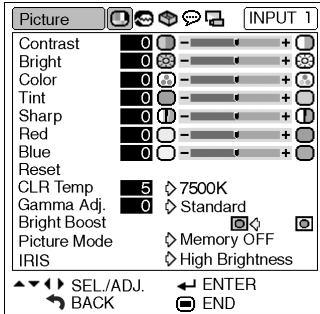 Picture INPUT 1
Contrast 0 - +
Bright 0 - +
Color 0 - +
Tint 0 - +
Sharp 0 - +
Red 0 - +
Blue 0 - +
Reset
CLR Temp 5 7500K
Gamma Adj. 0 Standard
Bright Boost
Picture Mode Memory OFF
IRIS High Brightness
SEL./ADJ. ENTER
BACK END